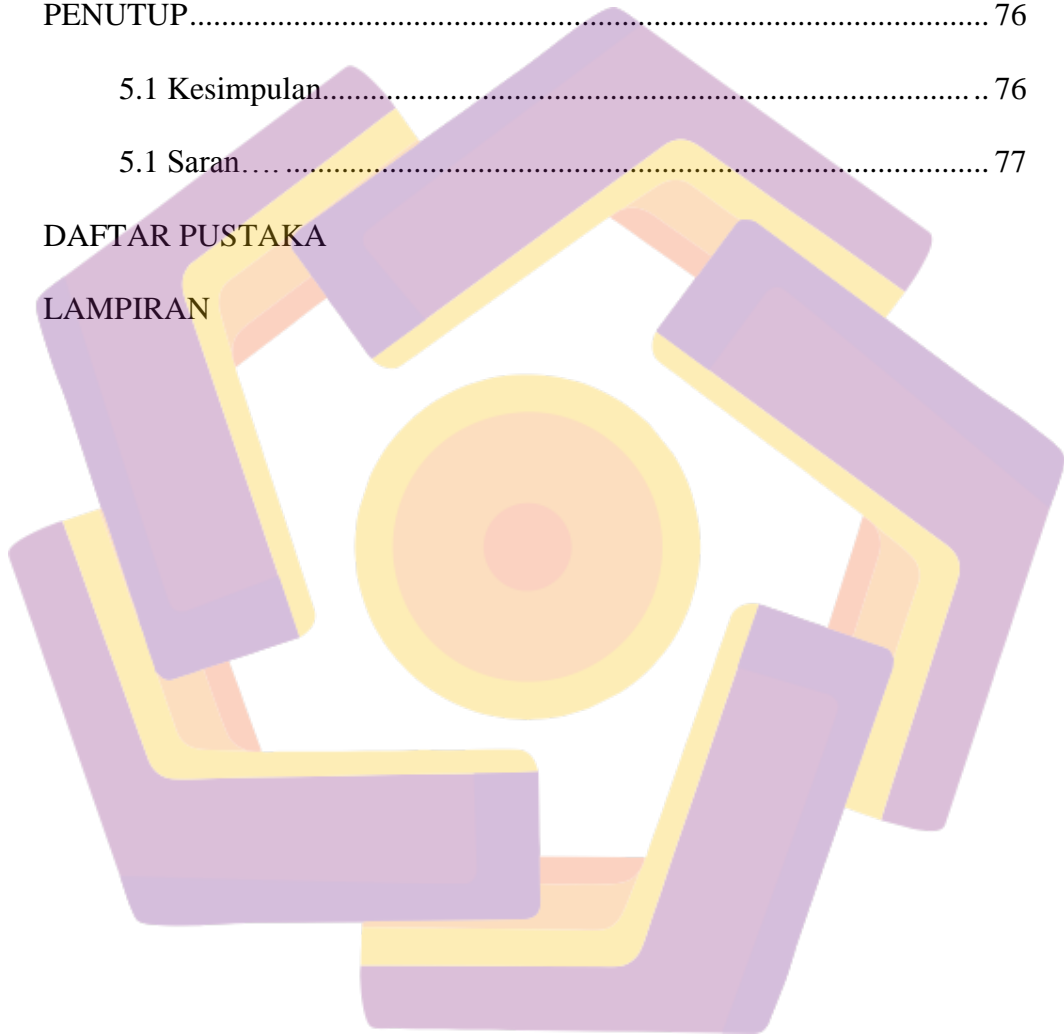 PENUTUP.......................................................................................................... 76
5.1 Kesimpulan...................................................................................... .. 76
5.1 Saran…. ............................................................................................. 77
DAFTAR PUSTAKA
LAMPIRAN